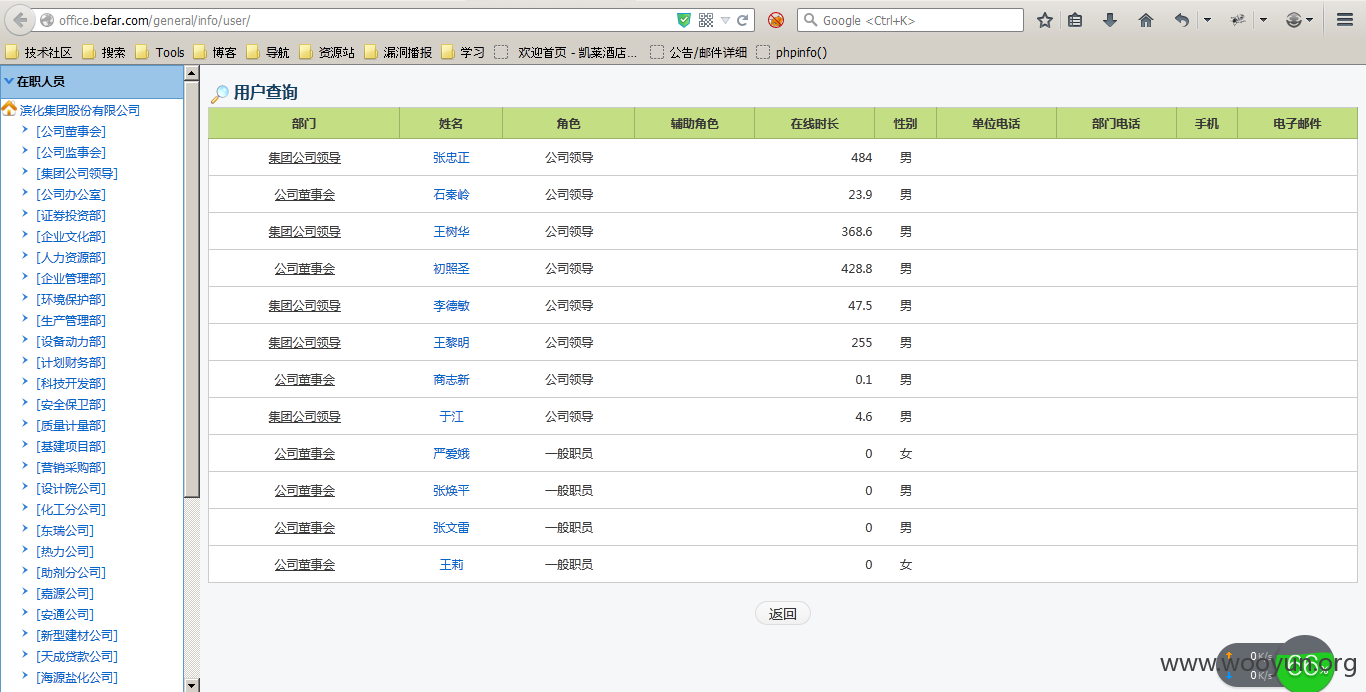 office.befar.com/general/info/user/
Google <Ctrl+K>
技术社区 搜索 Tools 博客 导航 资源站 漏洞播报 学习 欢迎首页 - 凯莱酒店... 公告/邮件详细 phpinfo()
在职人员
滨化集团股份有限公司
[公司董事会]
[公司监事会]
[集团公司领导]
[公司办公室]
[证券投资部]
[企业文化部]
[人力资源部]
[企业管理部]
[环境保护部]
[生产管理部]
[设备动力部]
[计划财务部]
[科技开发部]
[安全保卫部]
[质量计量部]
[基建项目部]
[营销采购部]
[设计院公司]
[化工分公司]
[东瑞公司]
[热力公司]
[助剂分公司]
[嘉源公司]
[安通公司]
[新型建材公司]
[天成贷款公司]
[海源盐化公司]
用户查询
部门 姓名 角色 辅助角色 在线时长 性别 单位电话 部门电话 手机 电子邮件
集团公司领导 张忠正 公司领导 484 男
公司董事会 石秦岭 公司领导 23.9 男
集团公司领导 王树华 公司领导 368.6 男
公司董事会 初照圣 公司领导 428.8 男
集团公司领导 李德敏 公司领导 47.5 男
集团公司领导 王黎明 公司领导 255 男
公司董事会 商志新 公司领导 0.1 男
集团公司领导 于江 公司领导 4.6 男
公司董事会 严爱娥 一般职员 0 女
公司董事会 张焕平 一般职员 0 男
公司董事会 张文雷 一般职员 0 男
公司董事会 王莉 一般职员 0 女
返回
0K/s
0K/s
66%
www.wooyun.org